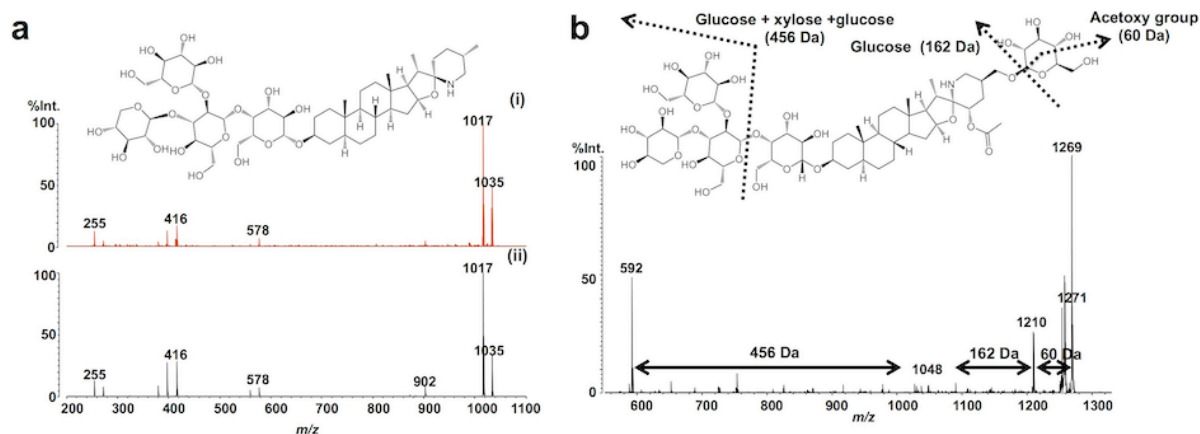 a
%Int.
100
50
0
255
416
578
1017
1035
(i)
100
50
0
255
416
578
902
1017
1035
(ii)
200 300 400 500 600 700 800 900 1000 1100
m/z
b
Glucose + xylose +glucose
(456 Da)
Glucose (162 Da)
Acetoxy group
(60 Da)
%Int.
100
50
0
592
1048
1210
1269
1271
456 Da
162 Da
60 Da
600 700 800 900 1000 1100 1200 1300
m/z